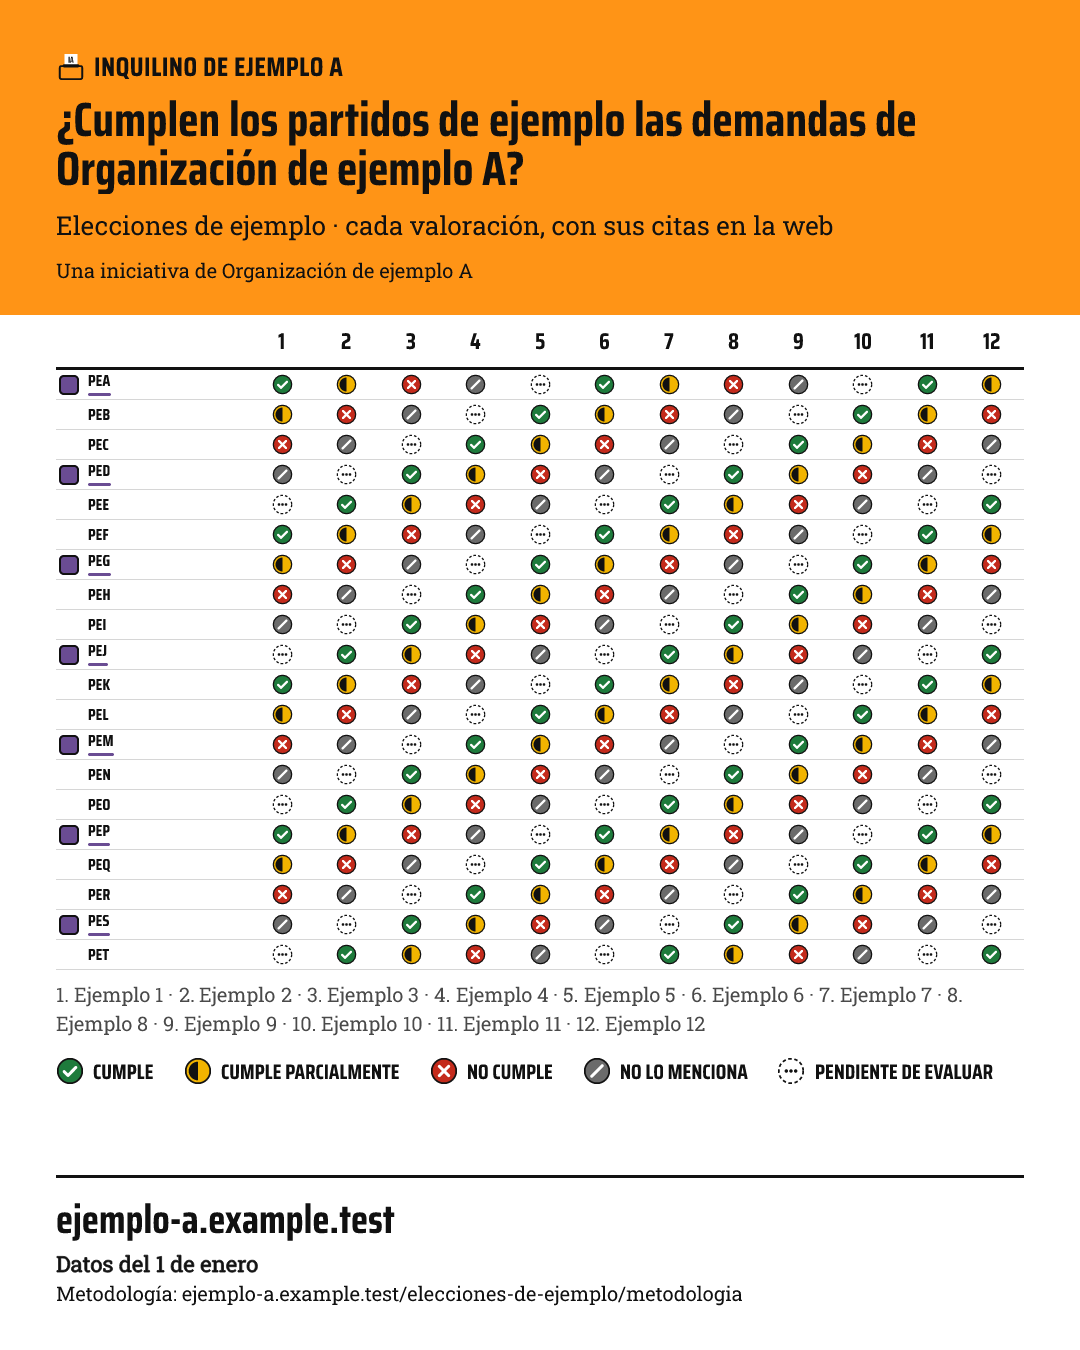 INQUILINO DE EJEMPLO A
¿Cumplen los partidos de ejemplo las demandas de
Organización de ejemplo A?
Elecciones de ejemplo · cada valoración, con sus citas en la web
Una iniciativa de Organización de ejemplo A
1 2 3 4 5 6 7 8 9 10 11 12
PEA
PEB
PEC
PED
PEE
PEF
PEG
PEH
PEI
PEJ
PEK
PEL
PEM
PEN
PEO
PEP
PEQ
PER
PES
PET
1. Ejemplo 1 · 2. Ejemplo 2 · 3. Ejemplo 3 · 4. Ejemplo 4 · 5. Ejemplo 5 · 6. Ejemplo 6 · 7. Ejemplo 7 · 8.
Ejemplo 8 · 9. Ejemplo 9 · 10. Ejemplo 10 · 11. Ejemplo 11 · 12. Ejemplo 12
CUMPLE CUMPLE PARCIALMENTE NO CUMPLE NO LO MENCIONA PENDIENTE DE EVALUAR
ejemplo-a.example.test
Datos del 1 de enero
Metodología: ejemplo-a.example.test/elecciones-de-ejemplo/metodologia